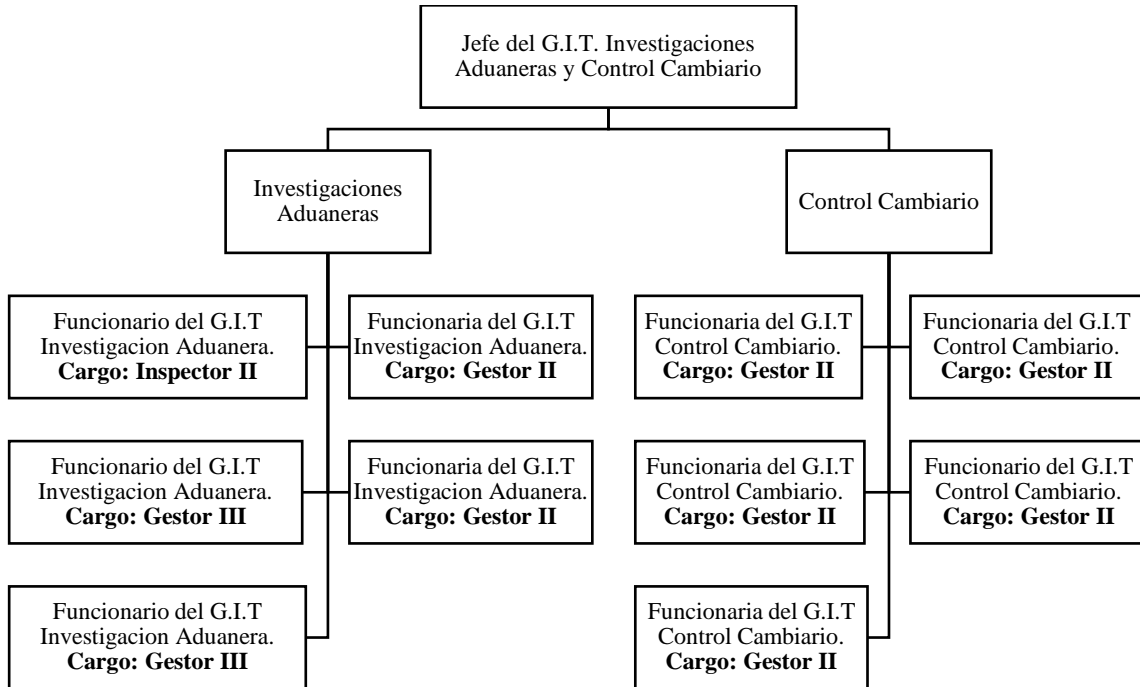 Jefe del G.I.T. Investigaciones
Aduaneras y Control Cambiario
Investigaciones
Aduaneras
Control Cambiario
Funcionario del G.I.T
Investigacion Aduanera.
Cargo: Inspector II
Funcionaria del G.I.T
Investigacion Aduanera.
Cargo: Gestor II
Funcionaria del G.I.T
Control Cambiario.
Cargo: Gestor II
Funcionaria del G.I.T
Control Cambiario.
Cargo: Gestor II
Funcionario del G.I.T
Investigacion Aduanera.
Cargo: Gestor III
Funcionaria del G.I.T
Investigacion Aduanera.
Cargo: Gestor II
Funcionaria del G.I.T
Control Cambiario.
Cargo: Gestor II
Funcionario del G.I.T
Control Cambiario.
Cargo: Gestor II
Funcionario del G.I.T
Investigacion Aduanera.
Cargo: Gestor III
Funcionaria del G.I.T
Control Cambiario.
Cargo: Gestor II